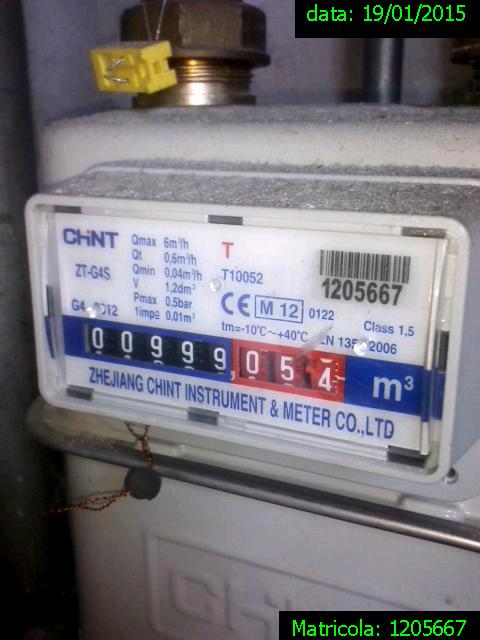 data: 19/01/2015
CHNT
ZT-G4S
Qmax 6m³/h
Qt 0,6m³/h
Qmin 0,04m³/h
V 1.2dm³
Pmax 0.5bar
1imp≙0,01m³
T
T10052
CE M 12 0122
tm=-10°C~+40°C
1205667
Class 1,5
2006
00999,054 m³
ZHEJIANG CHINT INSTRUMENT & METER CO.,LTD
CHNT
Matricola: 1205667